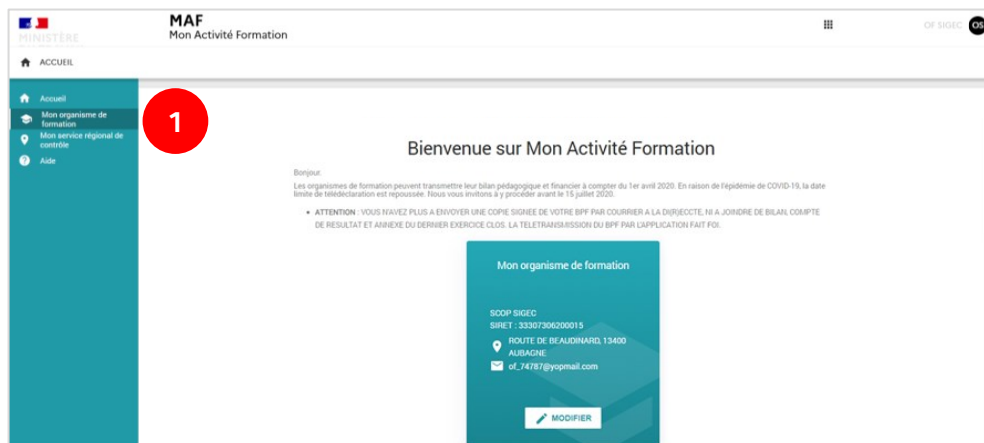 MINISTÈRE
MAF
Mon Activité Formation
OF SIGEC OS
ACCUEIL
Accueil
Mon organisme de
formation
Mon service régional de
contrôle
Aide
1
Bienvenue sur Mon Activité Formation
Bonjour.
Les organismes de formation peuvent transmettre leur bilan pédagogique et financier à compter du 1er avril 2020. En raison de l'épidémie de COVID-19, la date
limite de télédéclaration est repoussée. Nous vous invitons à y procéder avant le 15 juillet 2020.
• ATTENTION : VOUS N'AVEZ PLUS A ENVOYER UNE COPIE SIGNEE DE VOTRE BPF PAR COURRIER A LA DI(R)ECCTE, NI A JOINDRE DE BILAN, COMPTE
DE RESULTAT ET ANNEXE DU DERNIER EXERCICE CLOS. LA TELETRANSMISSION DU BPF PAR L'APPLICATION FAIT FOI.
Mon organisme de formation
SCOP SIGEC
SIRET : 33307306200015
ROUTE DE BEAUDINARD, 13400
AUBAGNE
of_74787@yopmail.com
MODIFIER